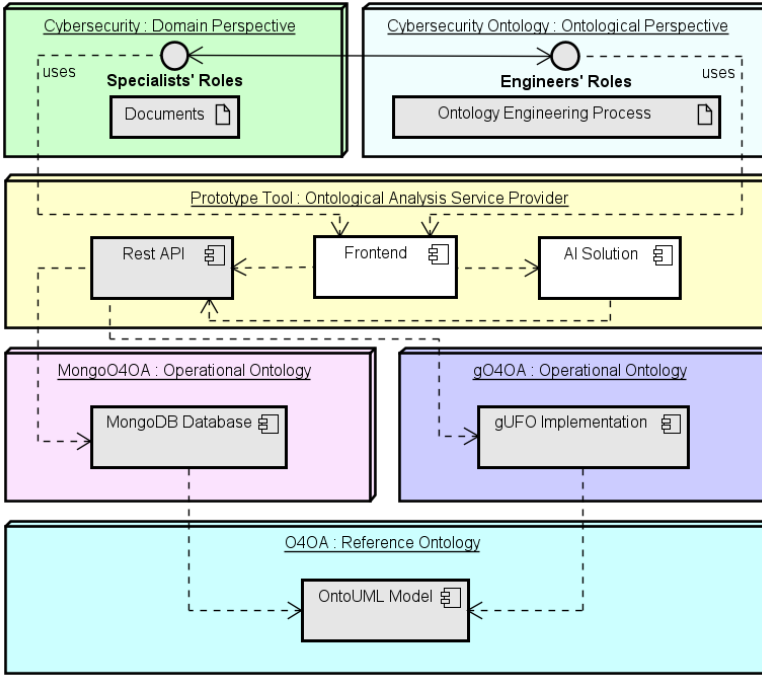 Cybersecurity : Domain Perspective
Cybersecurity Ontology : Ontological Perspective
uses
uses
Specialists' Roles
Engineers' Roles
Documents
Ontology Engineering Process
Prototype Tool : Ontological Analysis Service Provider
Rest API
Frontend
AI Solution
MongoO4OA : Operational Ontology
gO4OA : Operational Ontology
MongoDB Database
gUFO Implementation
O4OA : Reference Ontology
OntoUML Model